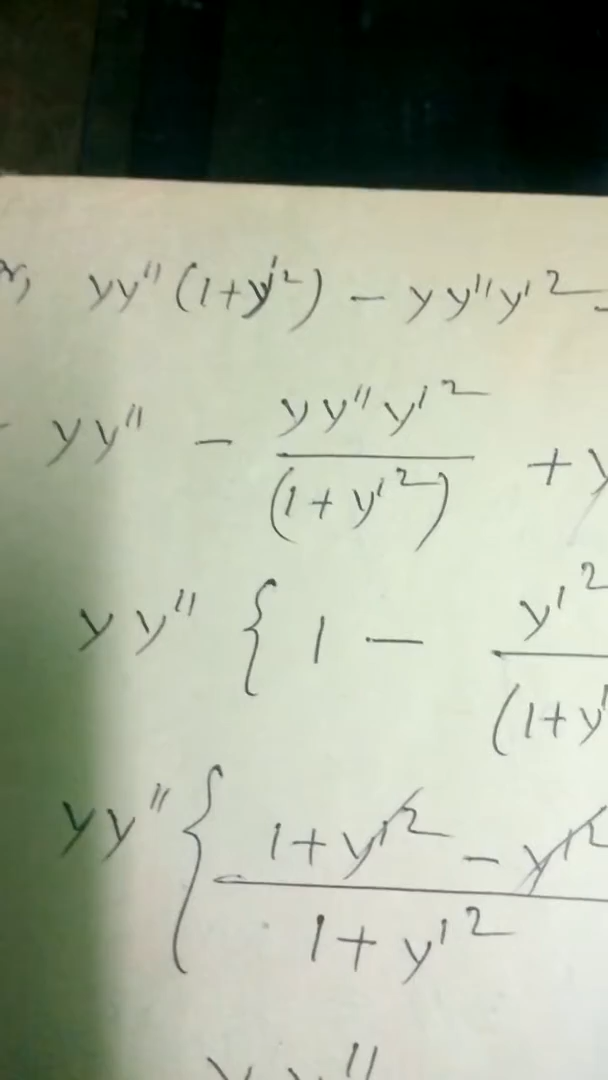 yy″(1+y′²) − yy″y′²
yy″ − yy″y′² / (1+y′²) + y
yy″ { 1 − y′² / (1+y′
yy″ { 1+y′² − y′² / 1+y′²
yy″